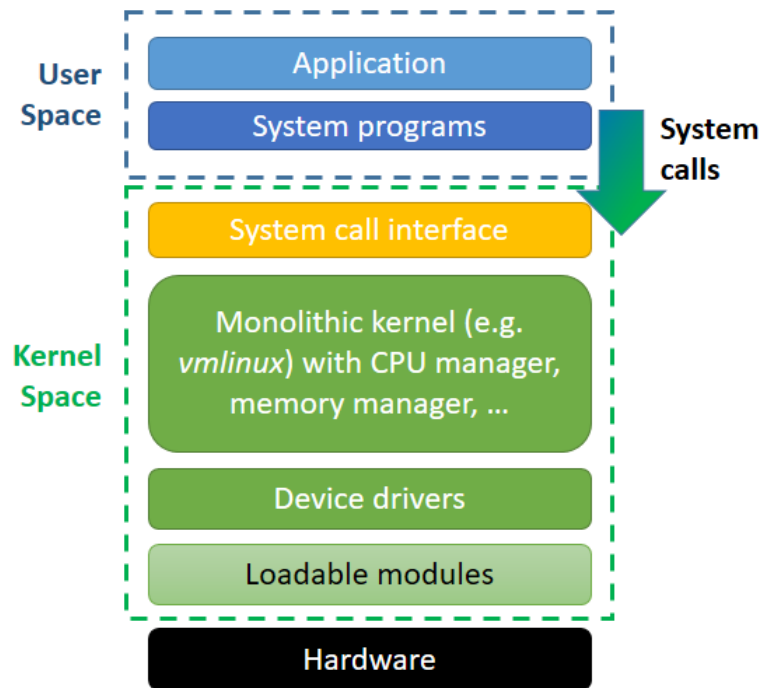 User
Space
Application
System programs
System
calls
System call interface
Kernel
Space
Monolithic kernel (e.g.
vmlinux) with CPU manager,
memory manager, ...
Device drivers
Loadable modules
Hardware